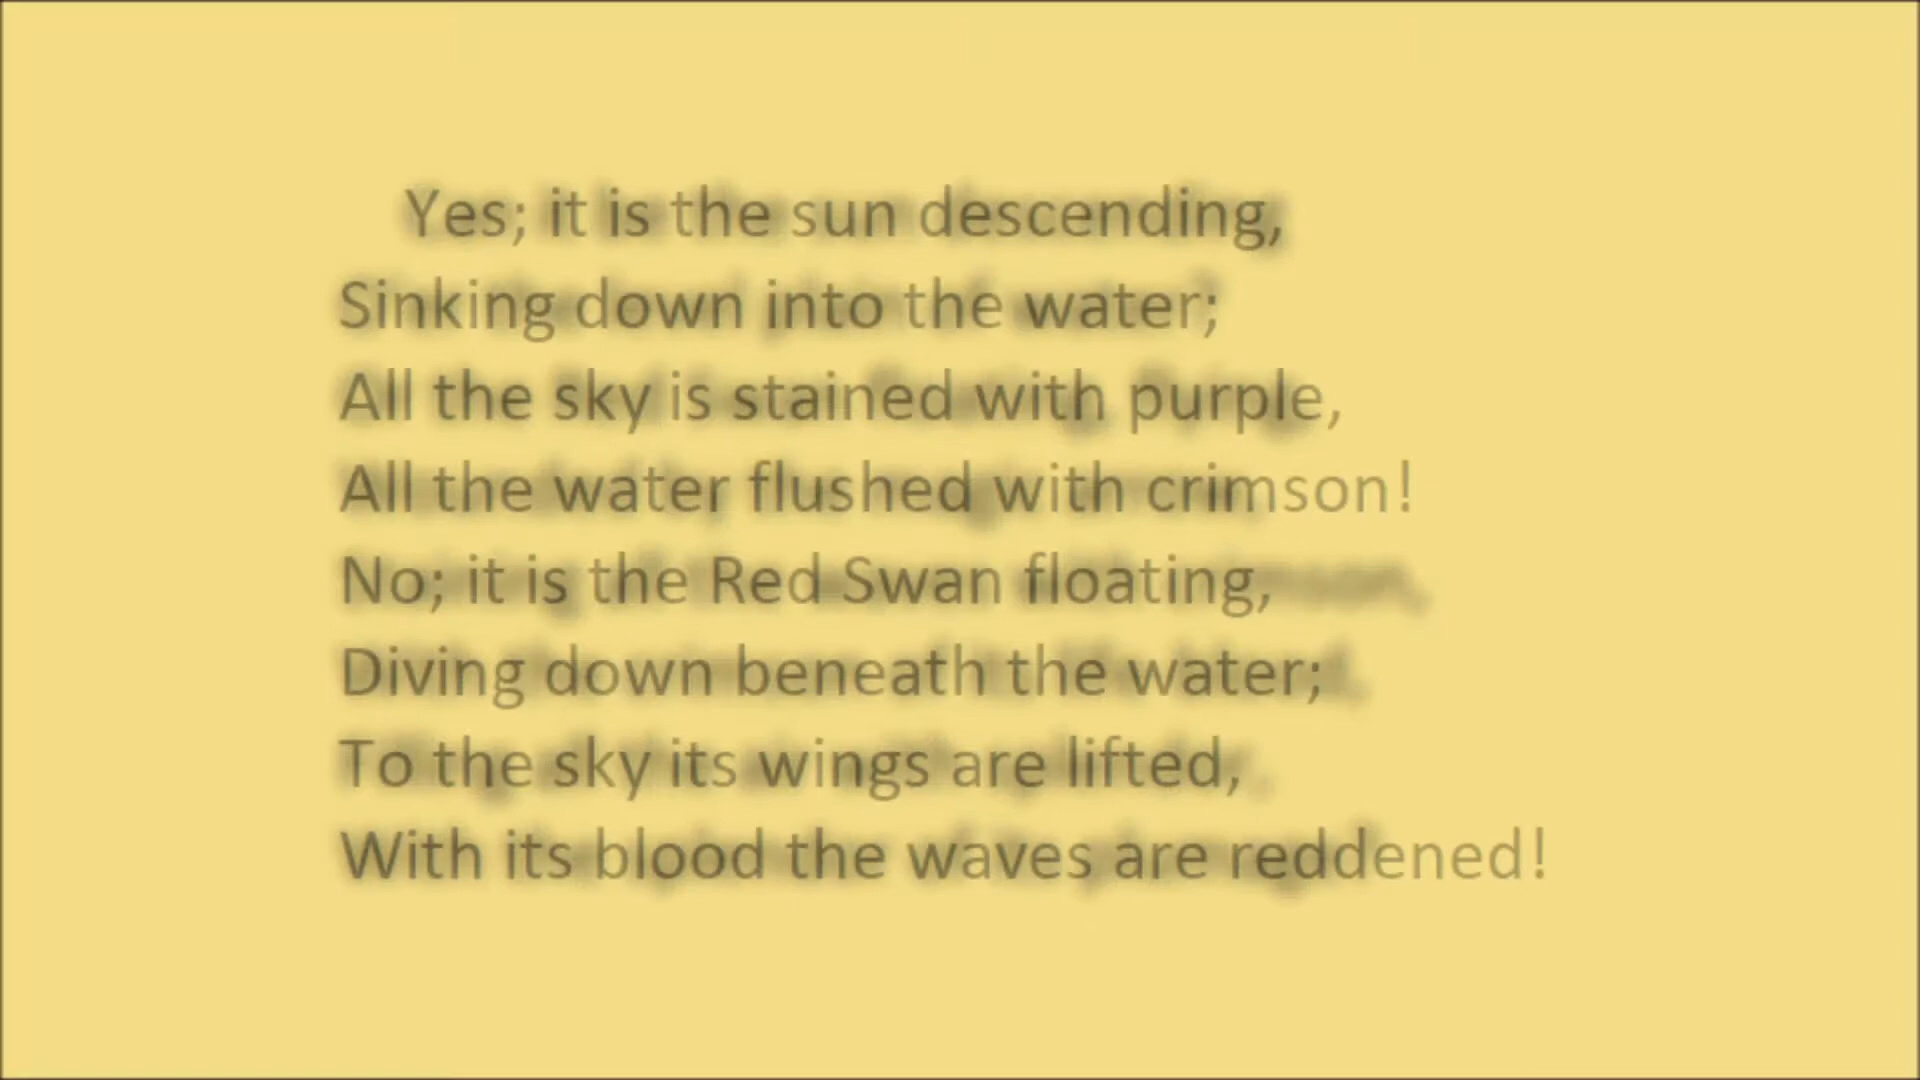 Yes; it is the sun descending,
Sinking down into the water;
All the sky is stained with purple,
All the water flushed with crimson!
No; it is the Red Swan floating,
Diving down beneath the water;
To the sky its wings are lifted,
With its blood the waves are reddened!